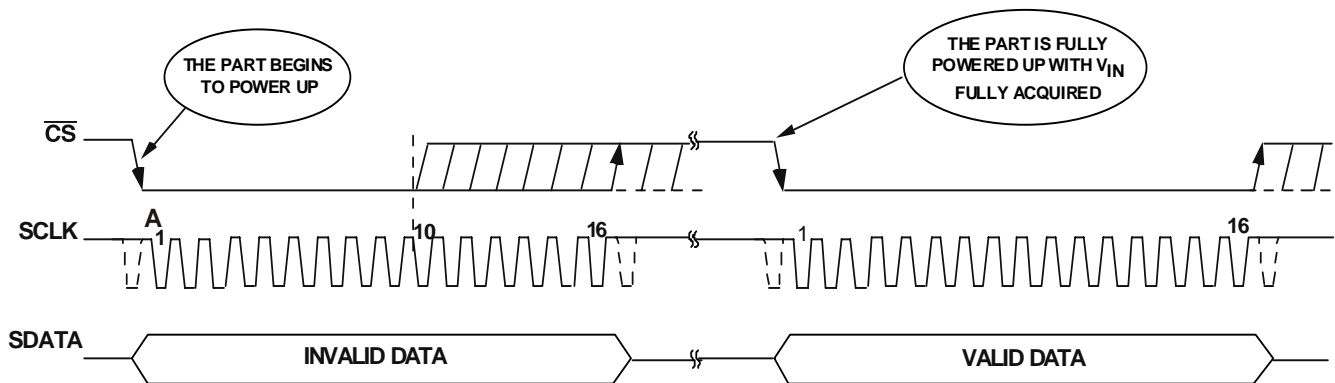 THE PART BEGINS
TO POWER UP
THE PART IS FULLY
POWERED UP WITH VIN
FULLY ACQUIRED
CS
SCLK
A
1
10
16
1
16
SDATA
INVALID DATA
VALID DATA